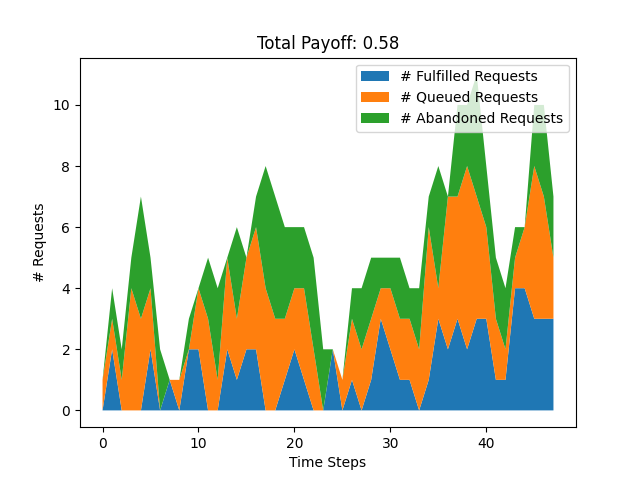 Total Payoff: 0.58
# Fulfilled Requests
# Queued Requests
# Abandoned Requests
10
8
6
4
2
0
# Requests
0 10 20 30 40
Time Steps